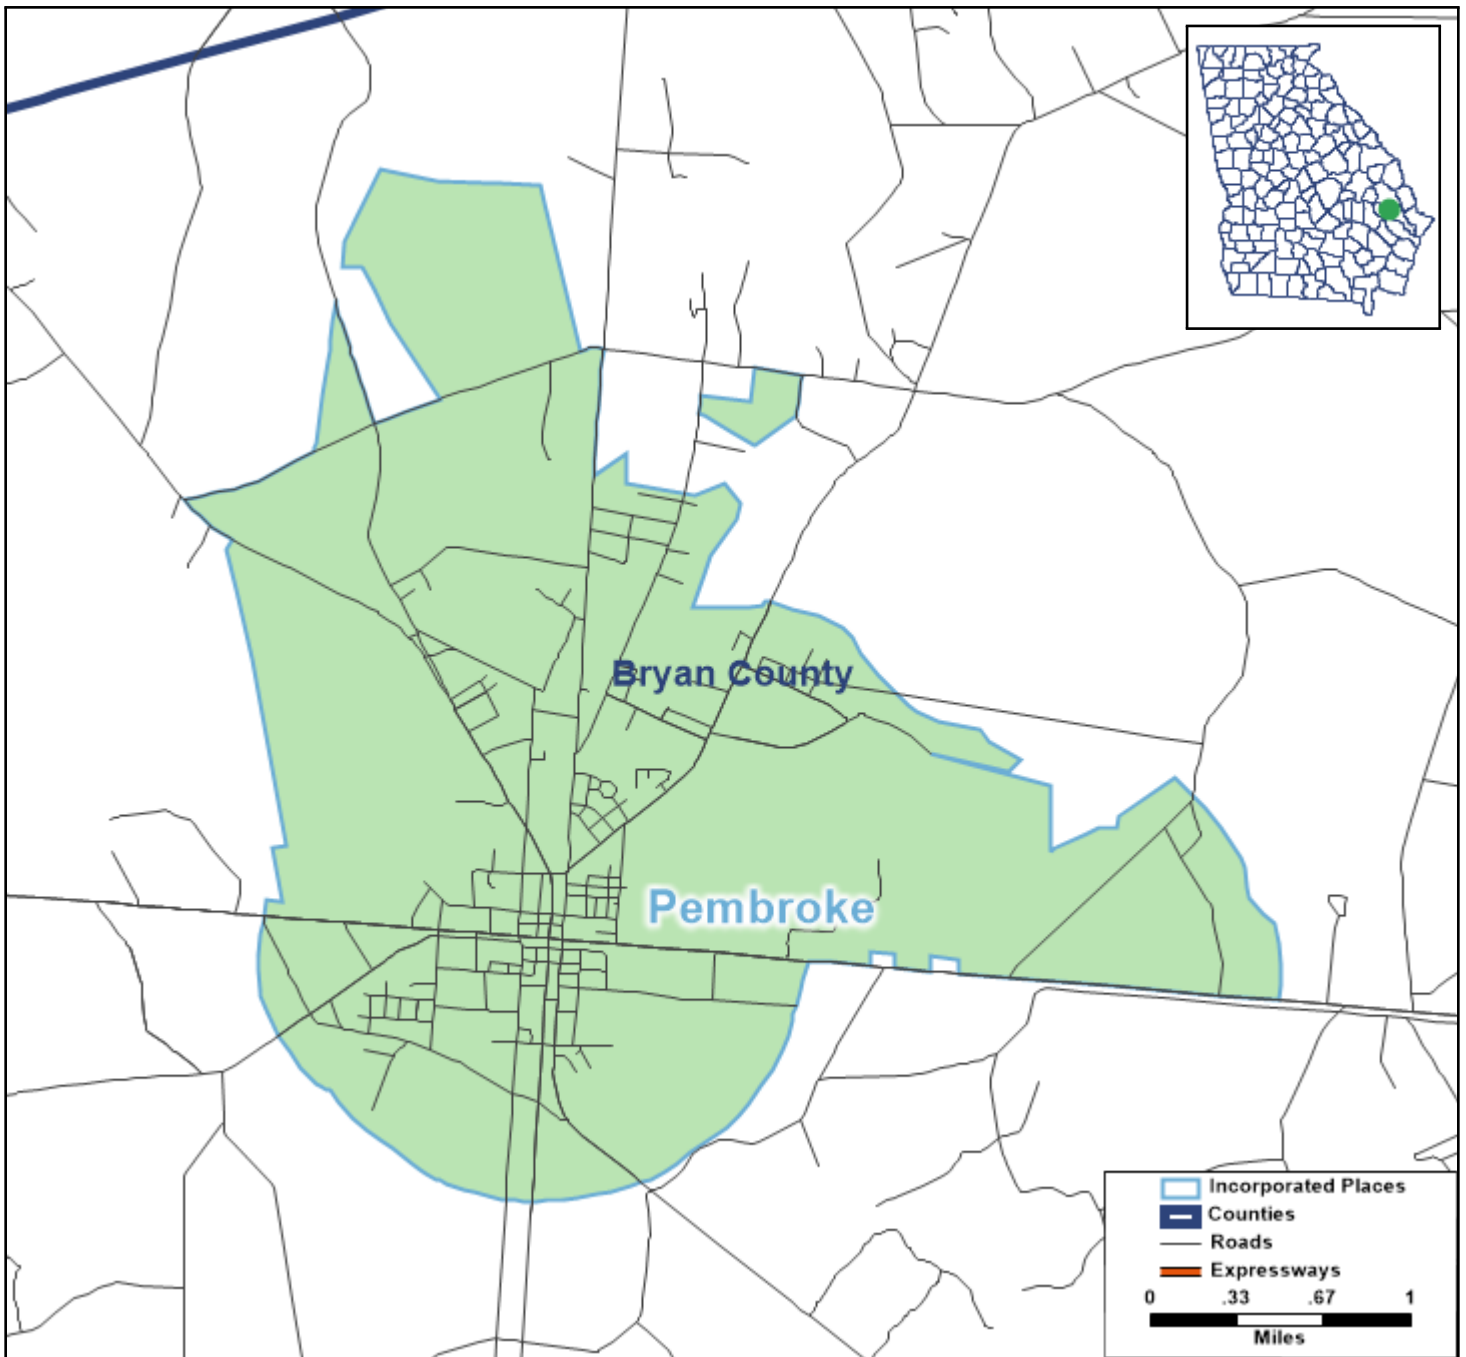 Bryan County
Pembroke
Incorporated Places
Counties
Roads
Expressways
0 .33 .67 1
Miles